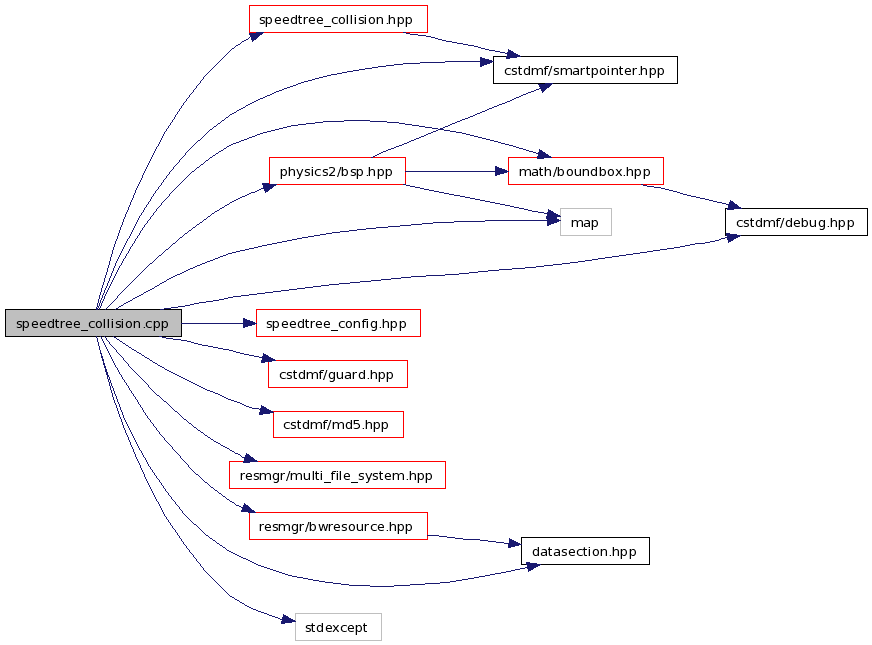 speedtree_collision.hpp
cstdmf/smartpointer.hpp
physics2/bsp.hpp
math/boundbox.hpp
map
cstdmf/debug.hpp
speedtree_collision.cpp
speedtree_config.hpp
cstdmf/guard.hpp
cstdmf/md5.hpp
resmgr/multi_file_system.hpp
resmgr/bwresource.hpp
datasection.hpp
stdexcept